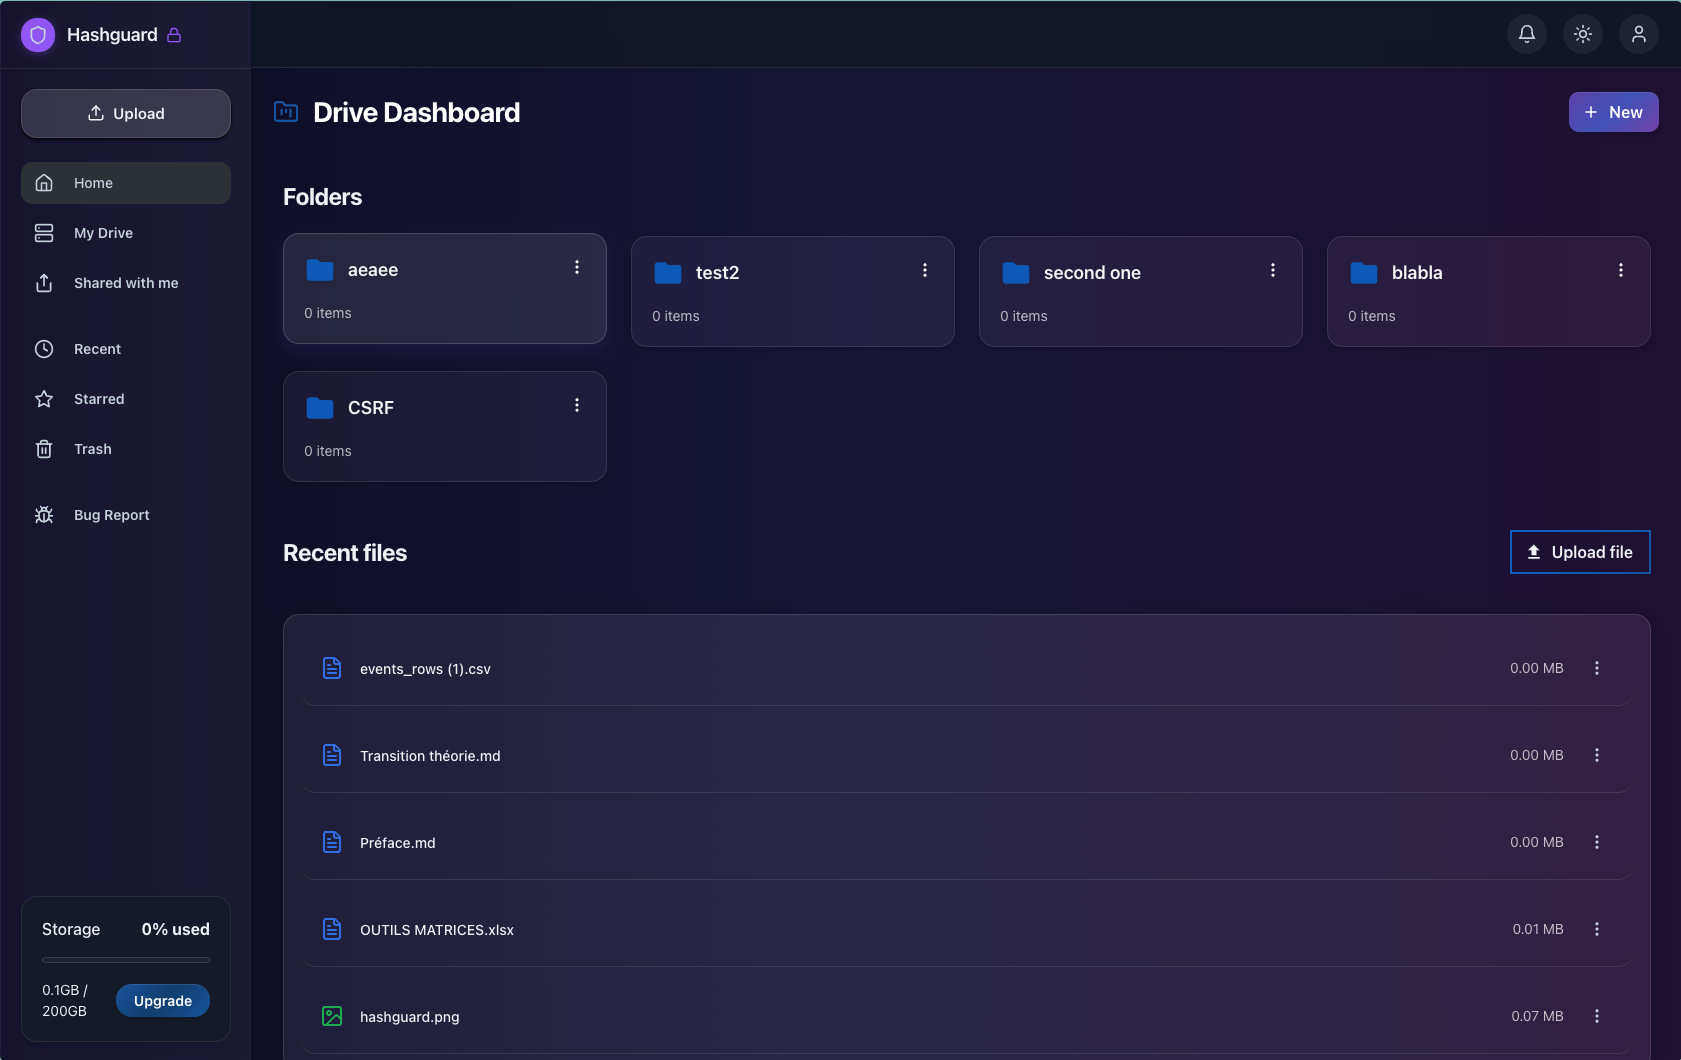 Hashguard
Upload
Home
My Drive
Shared with me
Recent
Starred
Trash
Bug Report
Storage 0% used
0.1GB /
200GB
Upgrade
Drive Dashboard
New
Folders
aeaee
0 items
test2
0 items
second one
0 items
blabla
0 items
CSRF
0 items
Recent files
Upload file
events_rows (1).csv 0.00 MB
Transition théorie.md 0.00 MB
Préface.md 0.00 MB
OUTILS MATRICES.xlsx 0.01 MB
hashguard.png 0.07 MB